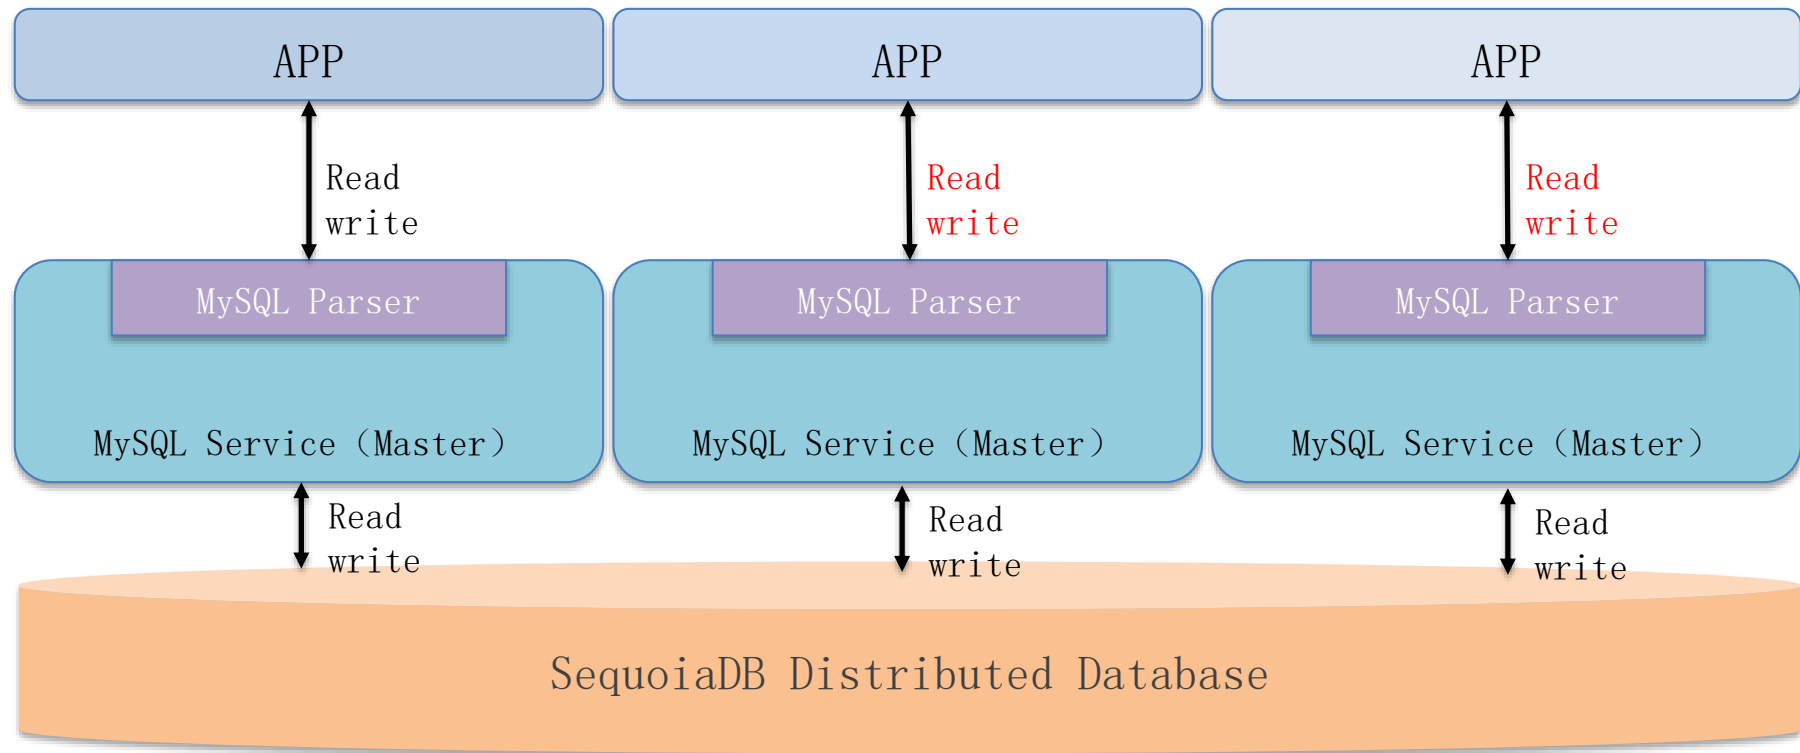 APP
APP
APP
Read
write
Read
write
Read
write
MySQL Parser
MySQL Parser
MySQL Parser
MySQL Service（Master）
MySQL Service（Master）
MySQL Service（Master）
Read
write
Read
write
Read
write
SequoiaDB Distributed Database